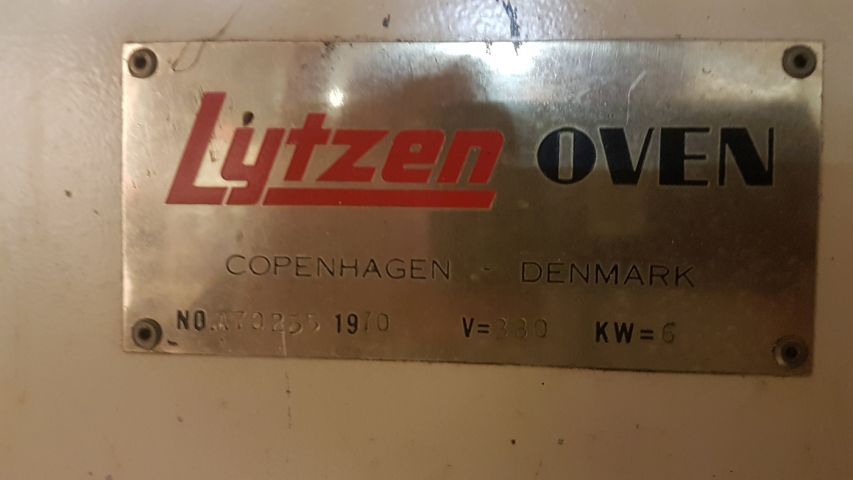 Lytzen OVEN
COPENHAGEN - DENMARK
NO. 1970 V=380 KW=6